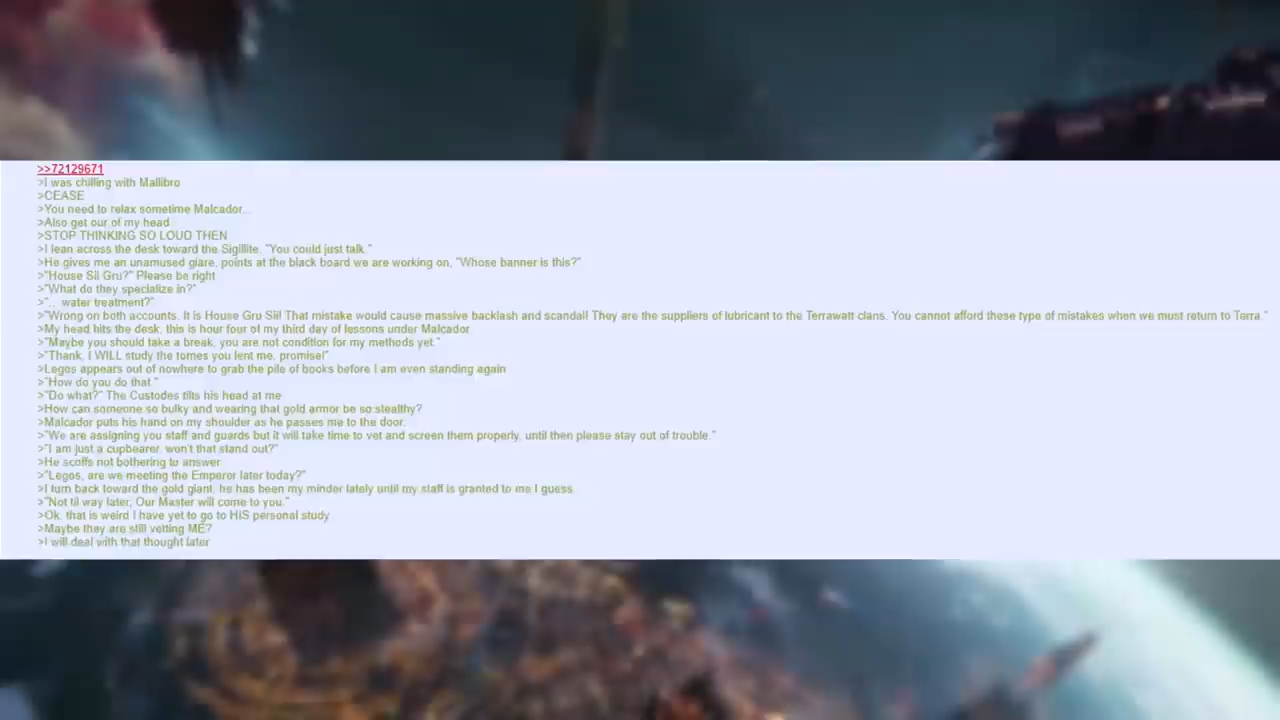 >>72129671
>I was chilling with Mallibro
>CEASE
>You need to relax sometime Malcador..
>Also get our of my head
>STOP THINKING SO LOUD THEN
>I lean across the desk toward the Sigillite. "You could just talk."
>He gives me an unamused glare, points at the black board we are working on, "Whose banner is this?"
>"House Sil Gru?" Please be right
>"What do they specialize in?"
>"... water treatment?"
>"Wrong on both accounts. It is House Gru Sil! That mistake would cause massive backlash and scandal! They are the suppliers of lubricant to the Terrawatt clans. You cannot afford these type of mistakes when we must return to Terra."
>My head hits the desk, this is hour four of my third day of lessons under Malcador
>"Maybe you should take a break, you are not condition for my methods yet."
>"Thank, I WILL study the tomes you lent me, promise!"
>Legos appears out of nowhere to grab the pile of books before I am even standing again
>"How do you do that."
>"Do what?" The Custodes tilts his head at me
>How can someone so bulky and wearing that gold armor be so stealthy?
>Malcador puts his hand on my shoulder as he passes me to the door.
>"We are assigning you staff and guards but it will take time to vet and screen them properly, until then please stay out of trouble."
>"I am just a cupbearer, won't that stand out?"
>He scoffs not bothering to answer
>"Legos, are we meeting the Emperor later today?"
>I turn back toward the gold giant, he has been my minder lately until my staff is granted to me I guess.
>"Not til way later, Our Master will come to you."
>Ok, that is weird I have yet to go to HIS personal study
>Maybe they are still vetting ME?
>I will deal with that thought later